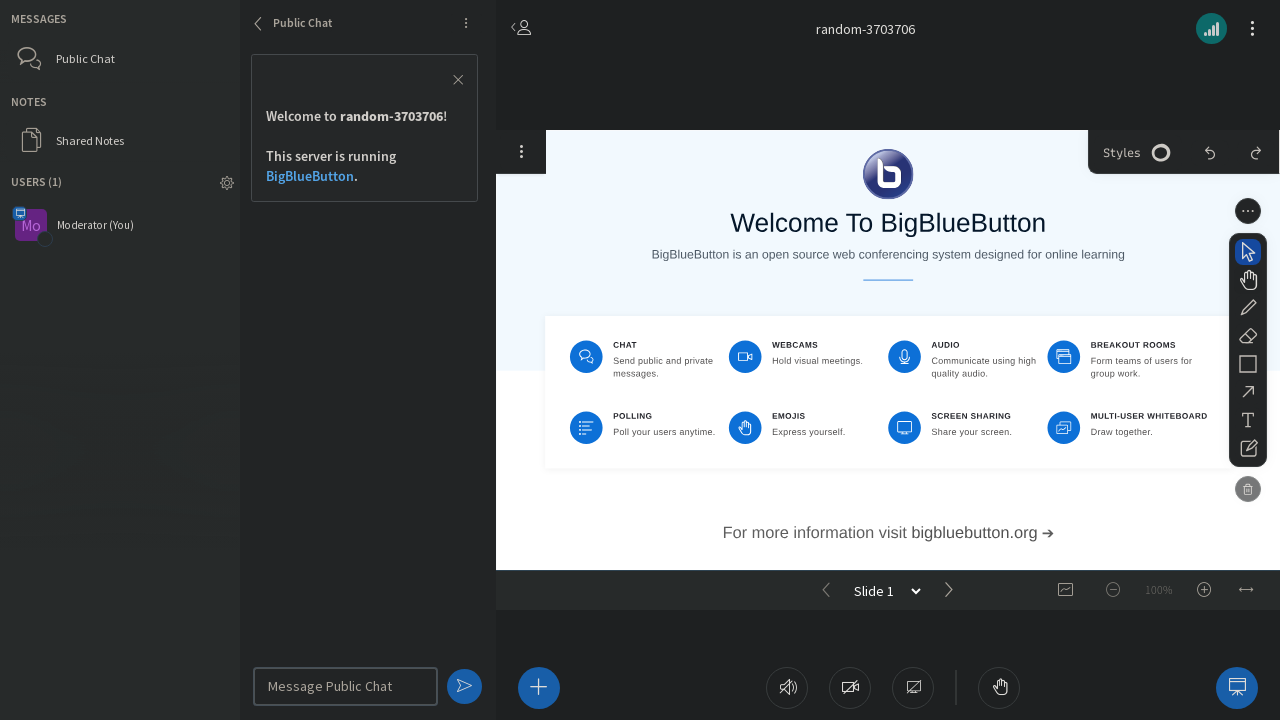 MESSAGES
Public Chat
NOTES
Shared Notes
USERS (1)
Mo
Moderator (You)
Public Chat
Welcome to random-3703706!
This server is running
BigBlueButton.
Message Public Chat
random-3703706
Styles
Welcome To BigBlueButton
BigBlueButton is an open source web conferencing system designed for online learning
CHAT
Send public and private
messages.
WEBCAMS
Hold visual meetings.
AUDIO
Communicate using high
quality audio.
BREAKOUT ROOMS
Form teams of users for
group work.
POLLING
Poll your users anytime.
EMOJIS
Express yourself.
SCREEN SHARING
Share your screen.
MULTI-USER WHITEBOARD
Draw together.
For more information visit bigbluebutton.org →
Slide 1
100%